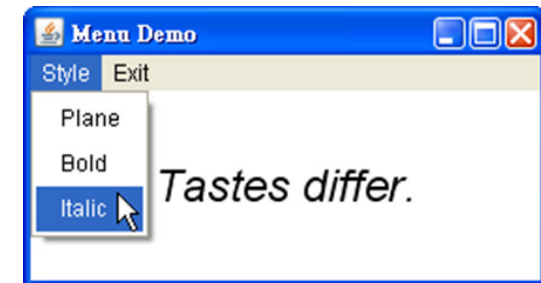 Menu Demo
Style Exit
Plane
Bold
Italic
Tastes differ.